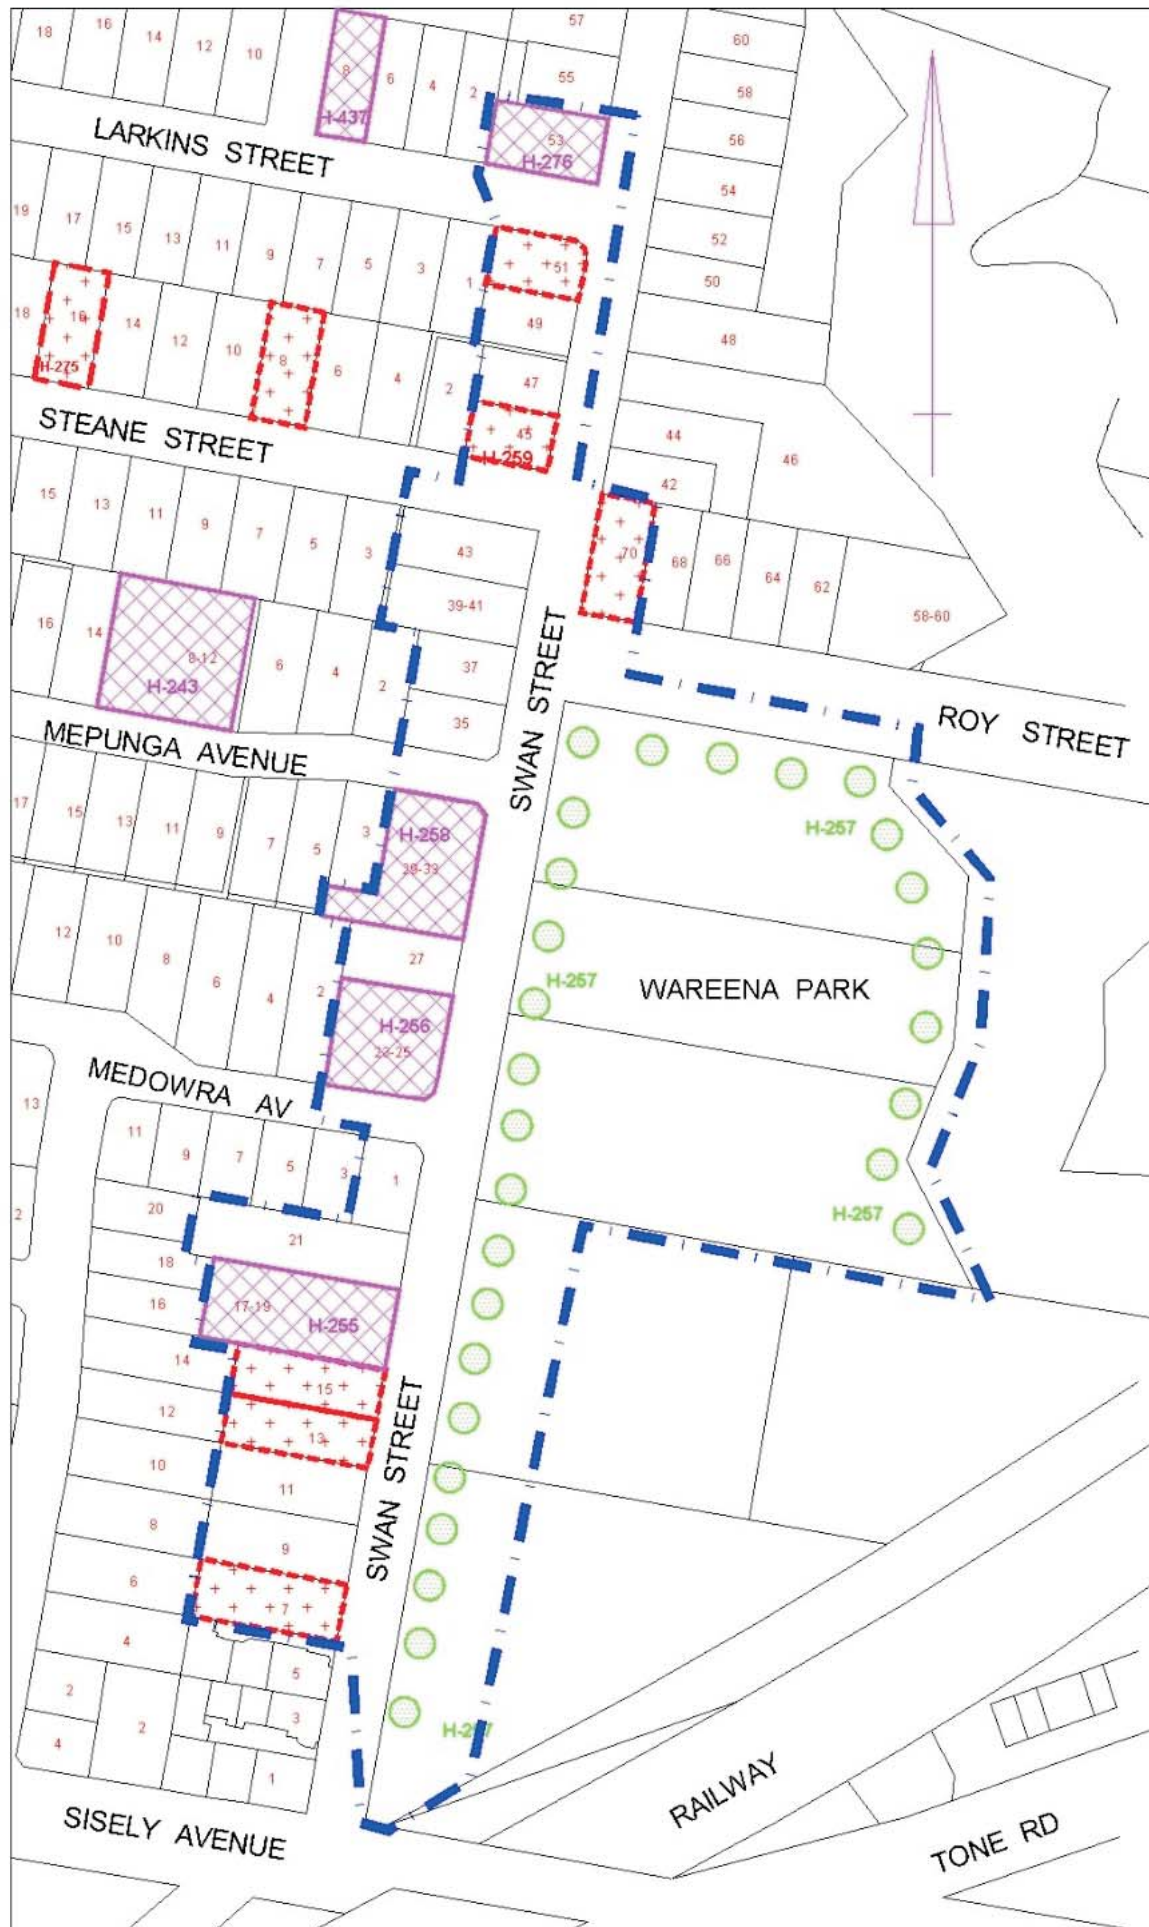 18 16 14 12 10 8 6 4 2 57 60
H-437 55 58
53 56
H-276
LARKINS STREET
54
19 17 15 13 11 9 7 5 3 1 51 52
50
49 48
18 16 14 12 10 8 6 4 2 47
H-275
45 44 46
H-259
STEANE STREET
42
15 13 11 9 7 5 3 43 70 68 66 64 62 58-60
39-41
16 14 8-12 6 4 2 37
H-243
35
SWAN STREET
ROY STREET
MEPUNGA AVENUE
17 15 13 11 9 7 5 3 H-258
H-257
12 10 8 6 4 2 27
H-257
WAREENA PARK
H-256
MEDOWRA AV
13 11 9 7 5 3 1
2 20 21
H-257
18
16 17-19 H-255
14 15
12 13
10 11
SWAN STREET
8 9
6 7
4 5
2 2 3
4 1
RAILWAY
TONE RD
SISELY AVENUE